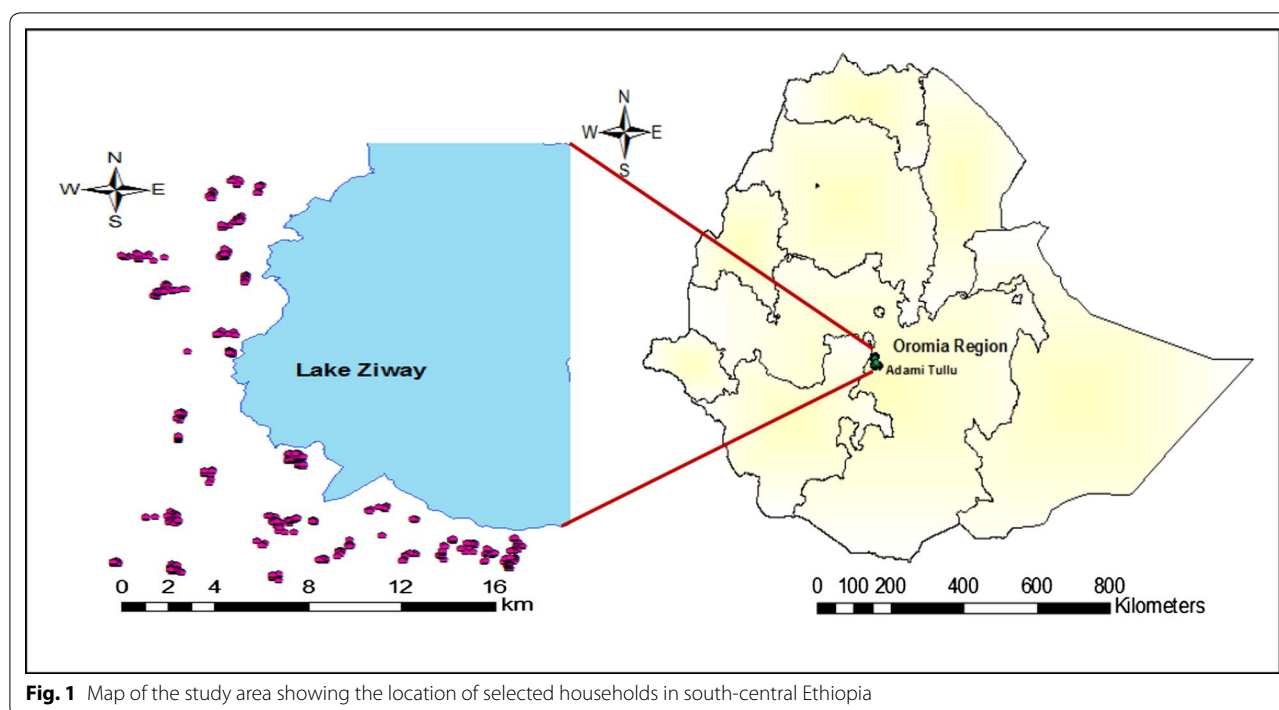 N
W E
S
N
W E
S
Lake Ziway
Oromia Region
Adami Tullu
0 2 4 8 12 16
km
0 100 200 400 600 800
Kilometers
Fig. 1 Map of the study area showing the location of selected households in south-central Ethiopia